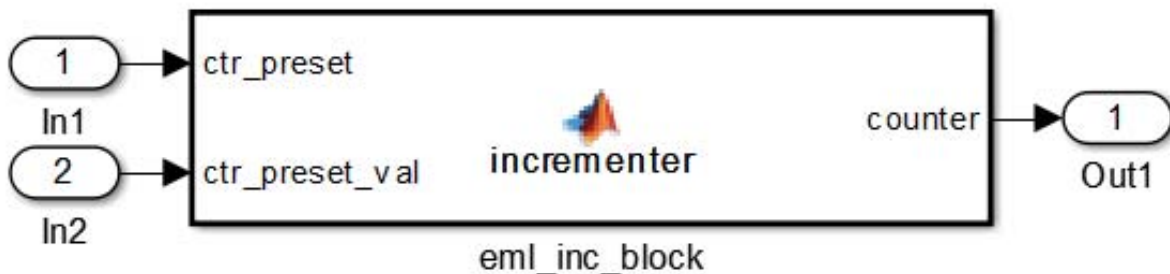 1
In1
2
In2
ctr_preset
ctr_preset_val
incrementer
counter
eml_inc_block
1
Out1